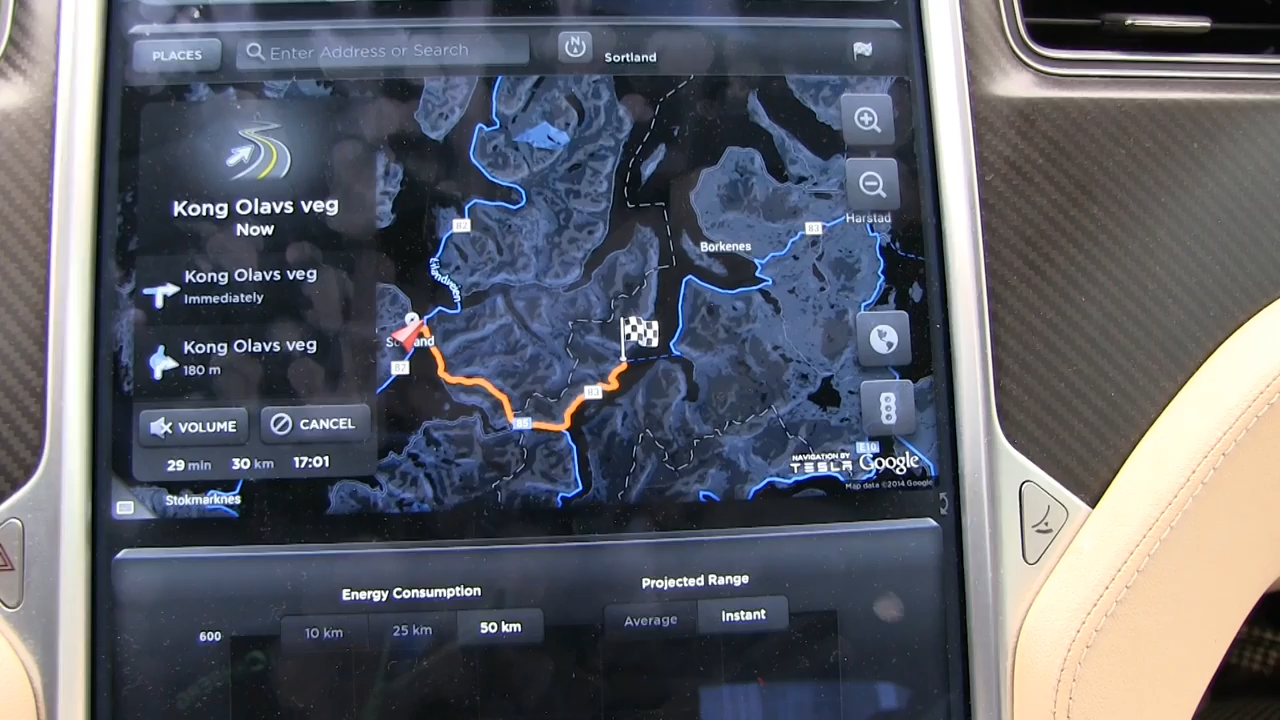 PLACES
Enter Address or Search
N
Sortland
Kong Olavs veg
Now
Kong Olavs veg
Immediately
Kong Olavs veg
180 m
VOLUME
CANCEL
29 min 30 km 17:01
82
83
Harstad
Borkenes
82
83
85
E10
NAVIGATION BY
TESLA Google
Map data ©2014 Google
Stokmarknes
Energy Consumption
Projected Range
10 km 25 km 50 km
Average Instant
600